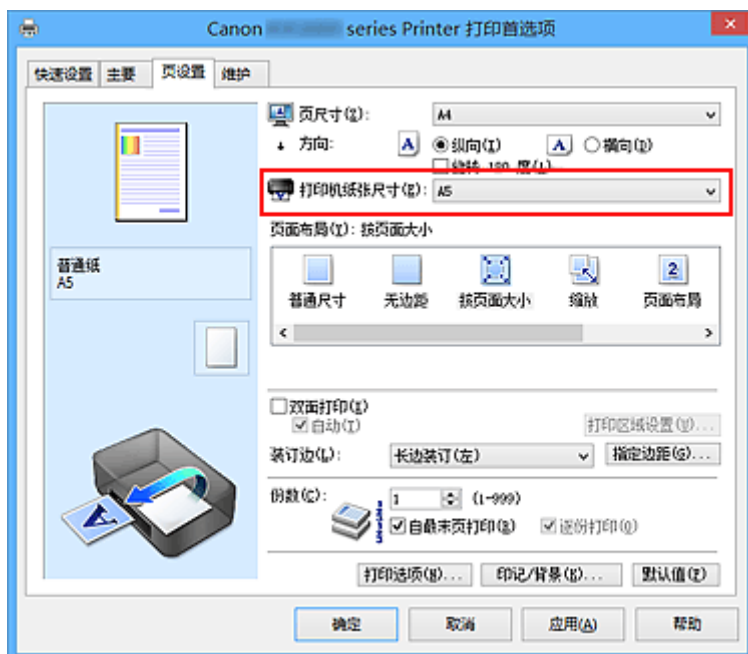 Canon series Printer 打印首选项
快速设置 主要 页设置 维护
页尺寸(Z): A4
方向: A 纵向(I) A 横向(D)
旋转 180 度(L)
打印机纸张尺寸(E): A5
页面布局(Y): 按页面大小
普通尺寸 无边距 按页面大小 缩放 页面布局
普通纸
A5
双面打印(X)
自动(T) 打印区域设置(U)...
装订边(L): 长边装订(左) 指定边距(G)...
份数(C): 1 (1-999)
自最末页打印(R) 逐份打印(O)
打印选项(N)... 印记/背景(K)... 默认值(F)
确定 取消 应用(A) 帮助